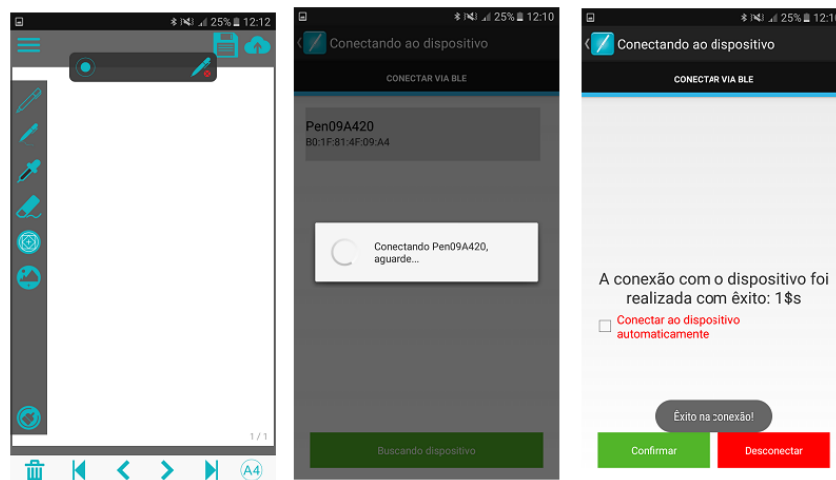 25% 12:12
1 / 1
A4
25% 12:10
Conectando ao dispositivo
CONECTAR VIA BLE
Pen09A420
B0:1F:81:4F:09:A4
Conectando Pen09A420,
aguarde...
Buscando dispositivo
25% 12:10
Conectando ao dispositivo
CONECTAR VIA BLE
A conexão com o dispositivo foi
realizada com êxito: 1$s
Conectar ao dispositivo
automaticamente
Êxito na conexão!
Confirmar
Desconectar